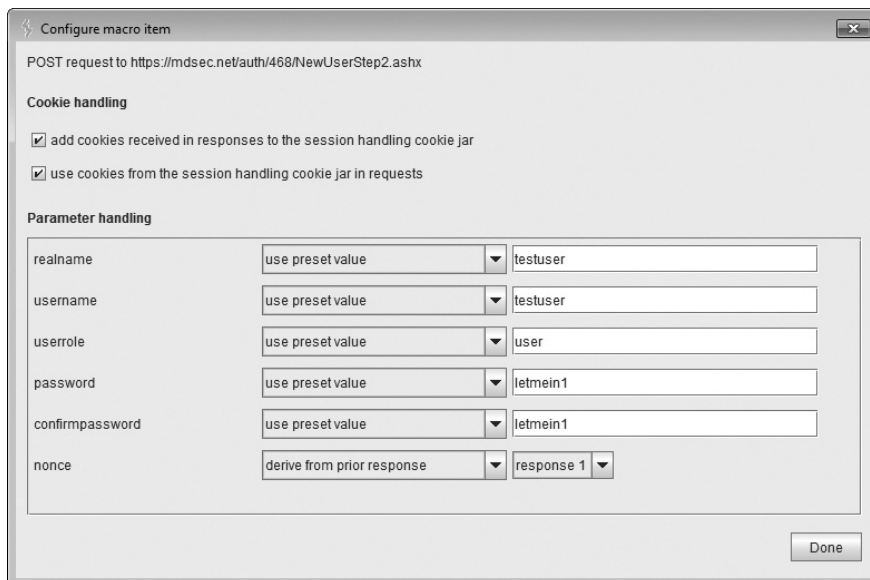 Configure macro item
POST request to https://mdsec.net/auth/468/NewUserStep2.ashx
Cookie handling
add cookies received in responses to the session handling cookie jar
use cookies from the session handling cookie jar in requests
Parameter handling
realname use preset value testuser
username use preset value testuser
userrole use preset value user
password use preset value letmein1
confirmpassword use preset value letmein1
nonce derive from prior response response 1
Done